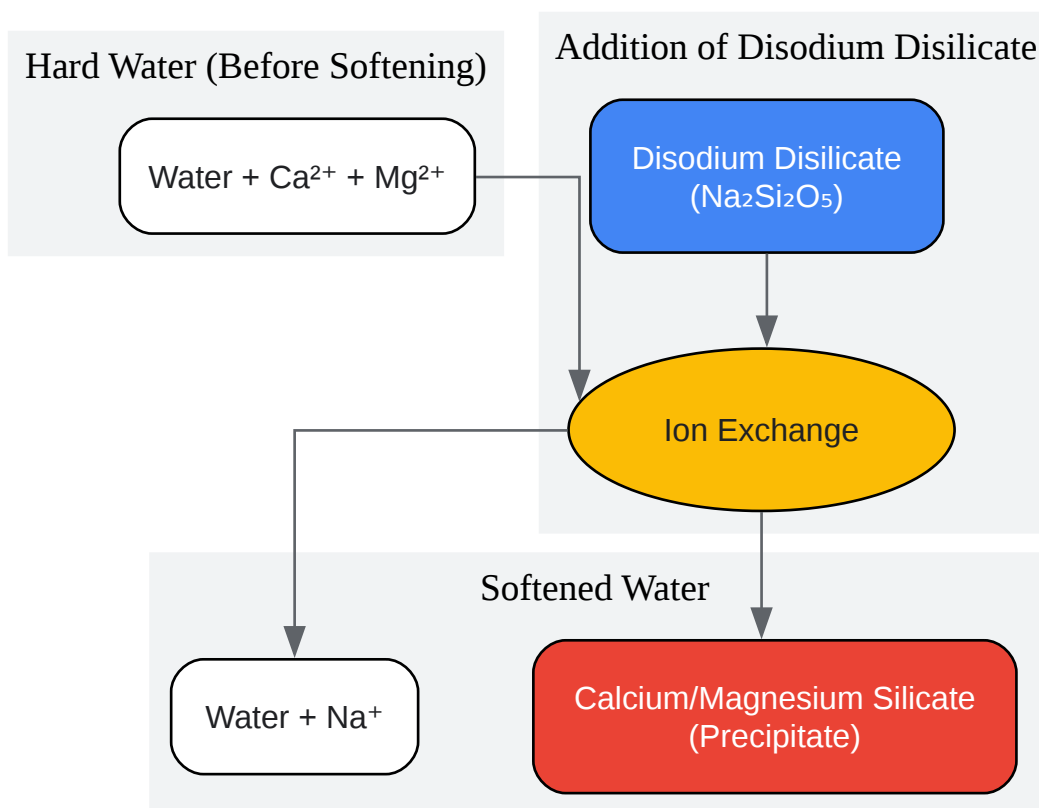 Hard Water (Before Softening)
Water + Ca²⁺ + Mg²⁺
Addition of Disodium Disilicate
Disodium Disilicate
(Na₂Si₂O₅)
Ion Exchange
Softened Water
Water + Na⁺
Calcium/Magnesium Silicate
(Precipitate)